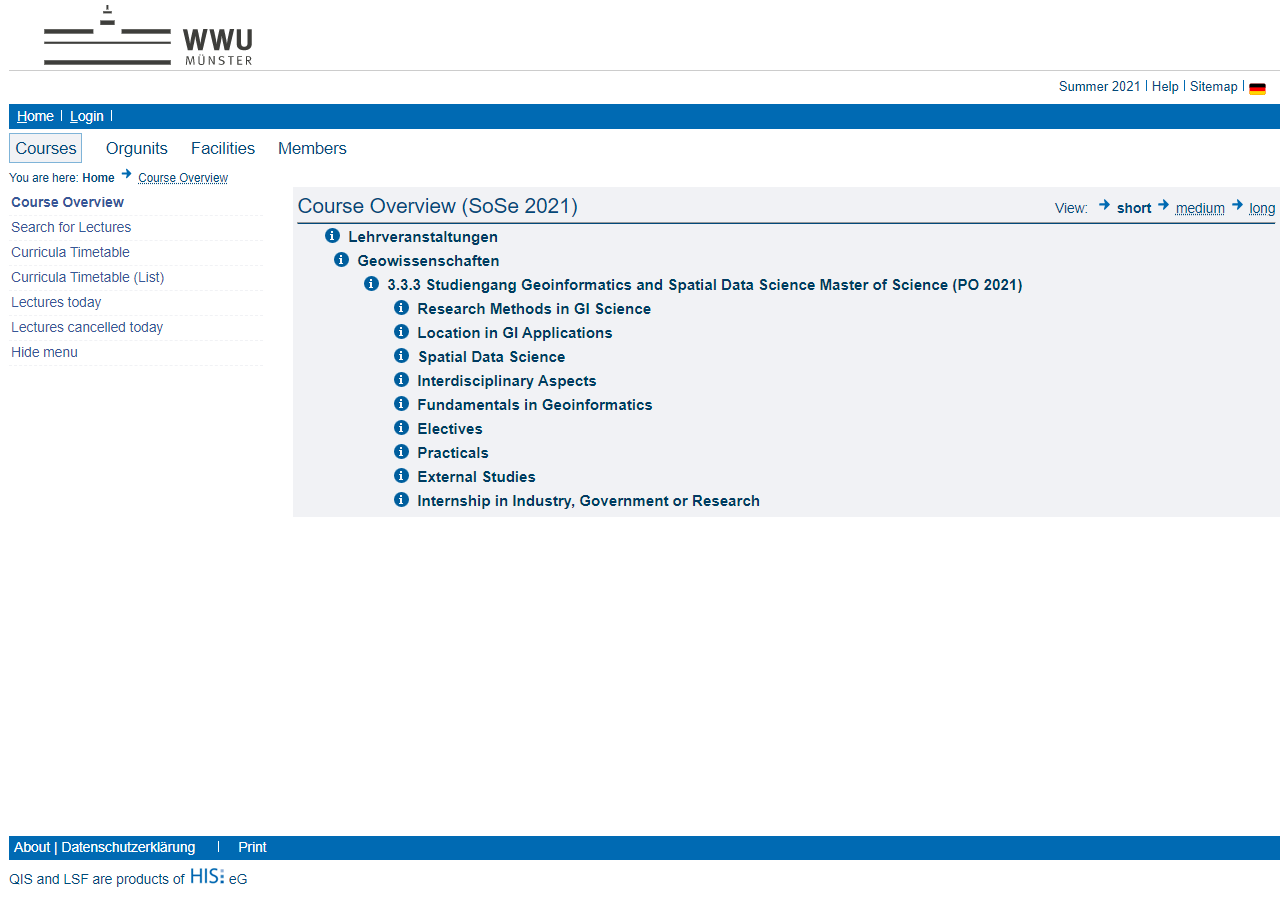 WWU
MÜNSTER
Summer 2021 | Help | Sitemap |
Home | Login |
Courses Orgunits Facilities Members
You are here: Home Course Overview
Course Overview
Search for Lectures
Curricula Timetable
Curricula Timetable (List)
Lectures today
Lectures cancelled today
Hide menu
Course Overview (SoSe 2021) View: short medium long
Lehrveranstaltungen
Geowissenschaften
3.3.3 Studiengang Geoinformatics and Spatial Data Science Master of Science (PO 2021)
Research Methods in GI Science
Location in GI Applications
Spatial Data Science
Interdisciplinary Aspects
Fundamentals in Geoinformatics
Electives
Practicals
External Studies
Internship in Industry, Government or Research
About | Datenschutzerklärung | Print
QIS and LSF are products of HIS eG